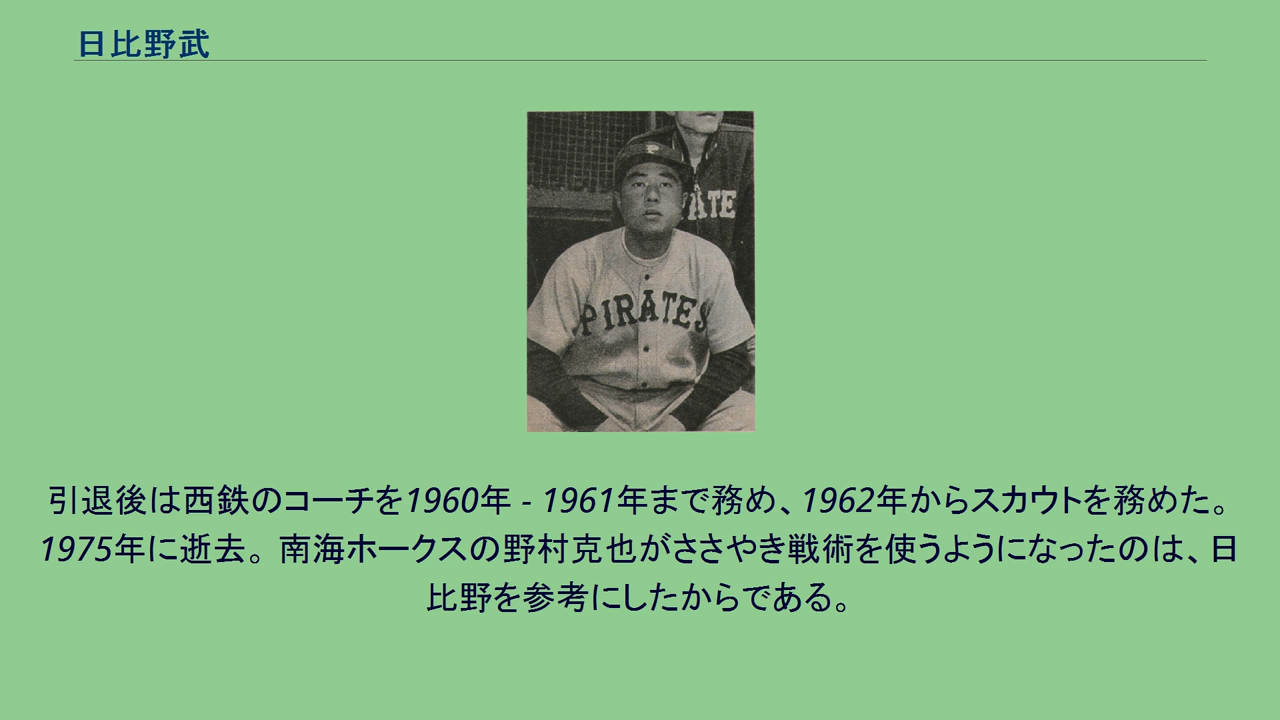 日比野武
P
ATE
PIRATES
引退後は西鉄のコーチを1960年 - 1961年まで務め、1962年からスカウトを務めた。
1975年に逝去。南海ホークスの野村克也がささやき戦術を使うようになったのは、日
比野を参考にしたからである。